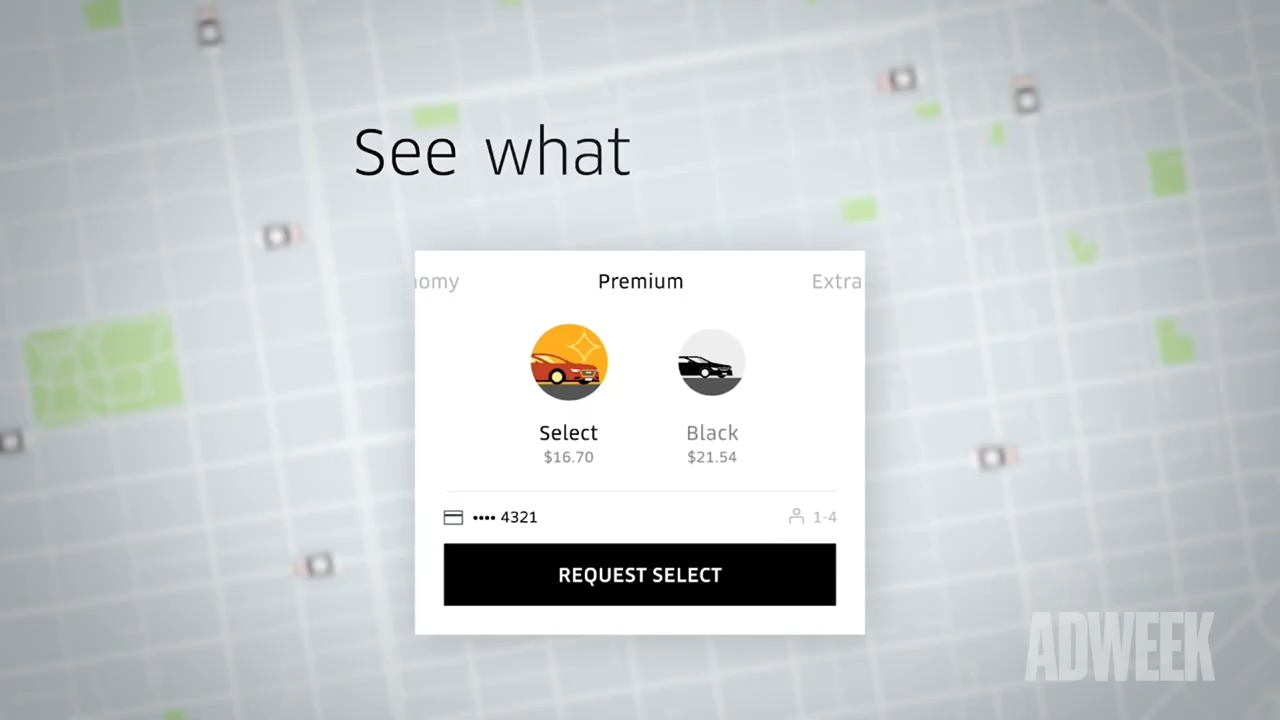 See what
nomy Premium Extra
Select Black
$16.70 $21.54
•••• 4321 1-4
REQUEST SELECT
ADWEEK